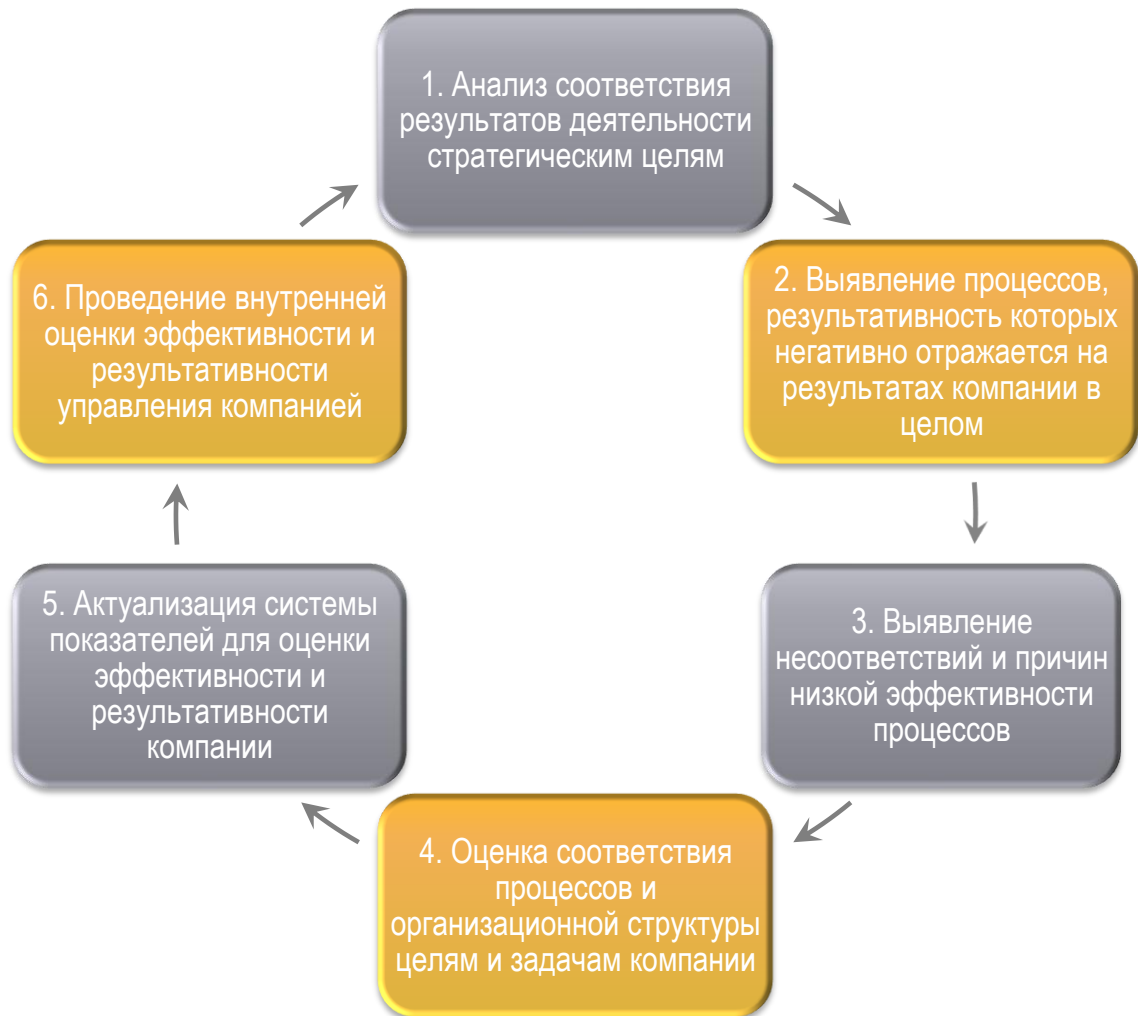 1. Анализ соответствия
результатов деятельности
стратегическим целям
2. Выявление процессов,
результативность которых
негативно отражается на
результатах компании в
целом
3. Выявление
несоответствий и причин
низкой эффективности
процессов
4. Оценка соответствия
процессов и
организационной структуры
целям и задачам компании
5. Актуализация системы
показателей для оценки
эффективности и
результативности
компании
6. Проведение внутренней
оценки эффективности и
результативности
управления компанией